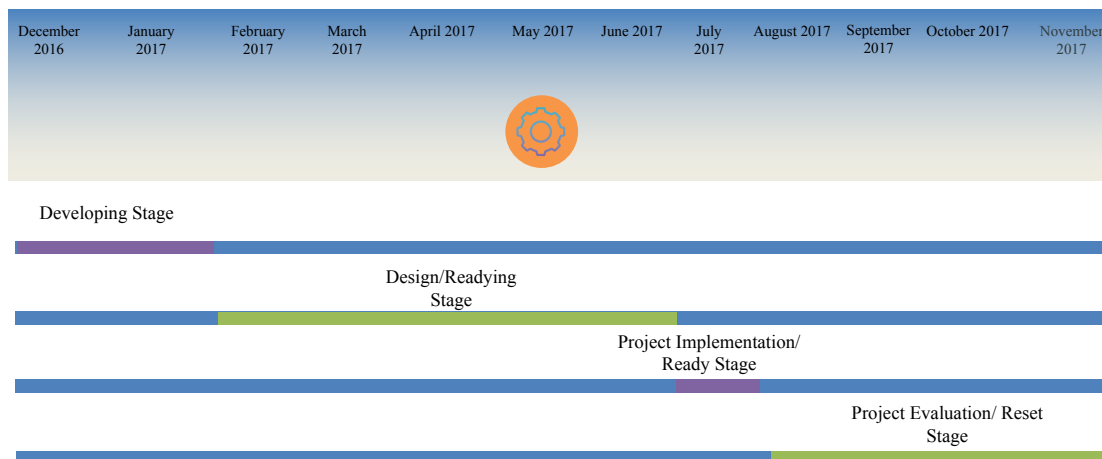 December January February March April 2017 May 2017 June 2017 July August 2017 September October 2017 November
2016 2017 2017 2017 2017 2017 2017
Developing Stage
Design/Readying
Stage
Project Implementation/
Ready Stage
Project Evaluation/ Reset
Stage